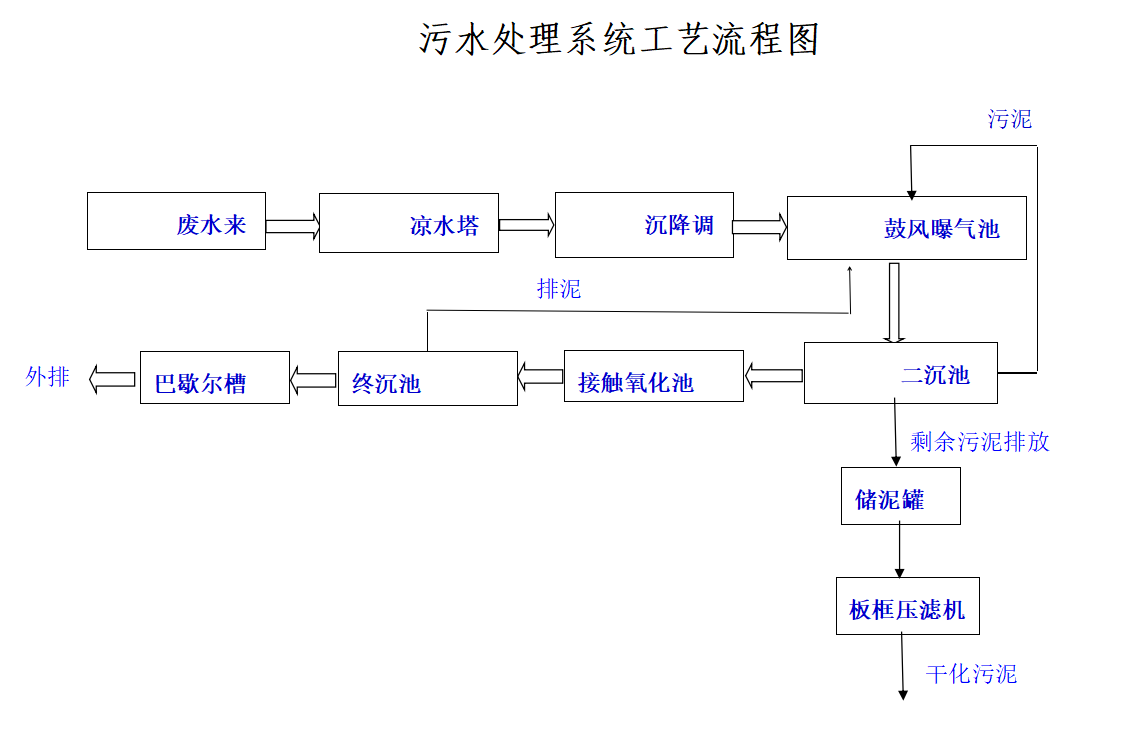 污水处理系统工艺流程图
污泥
废水来
凉水塔
沉降调
鼓风曝气池
排泥
外排
巴歇尔槽
终沉池
接触氧化池
二沉池
剩余污泥排放
储泥罐
板框压滤机
干化污泥